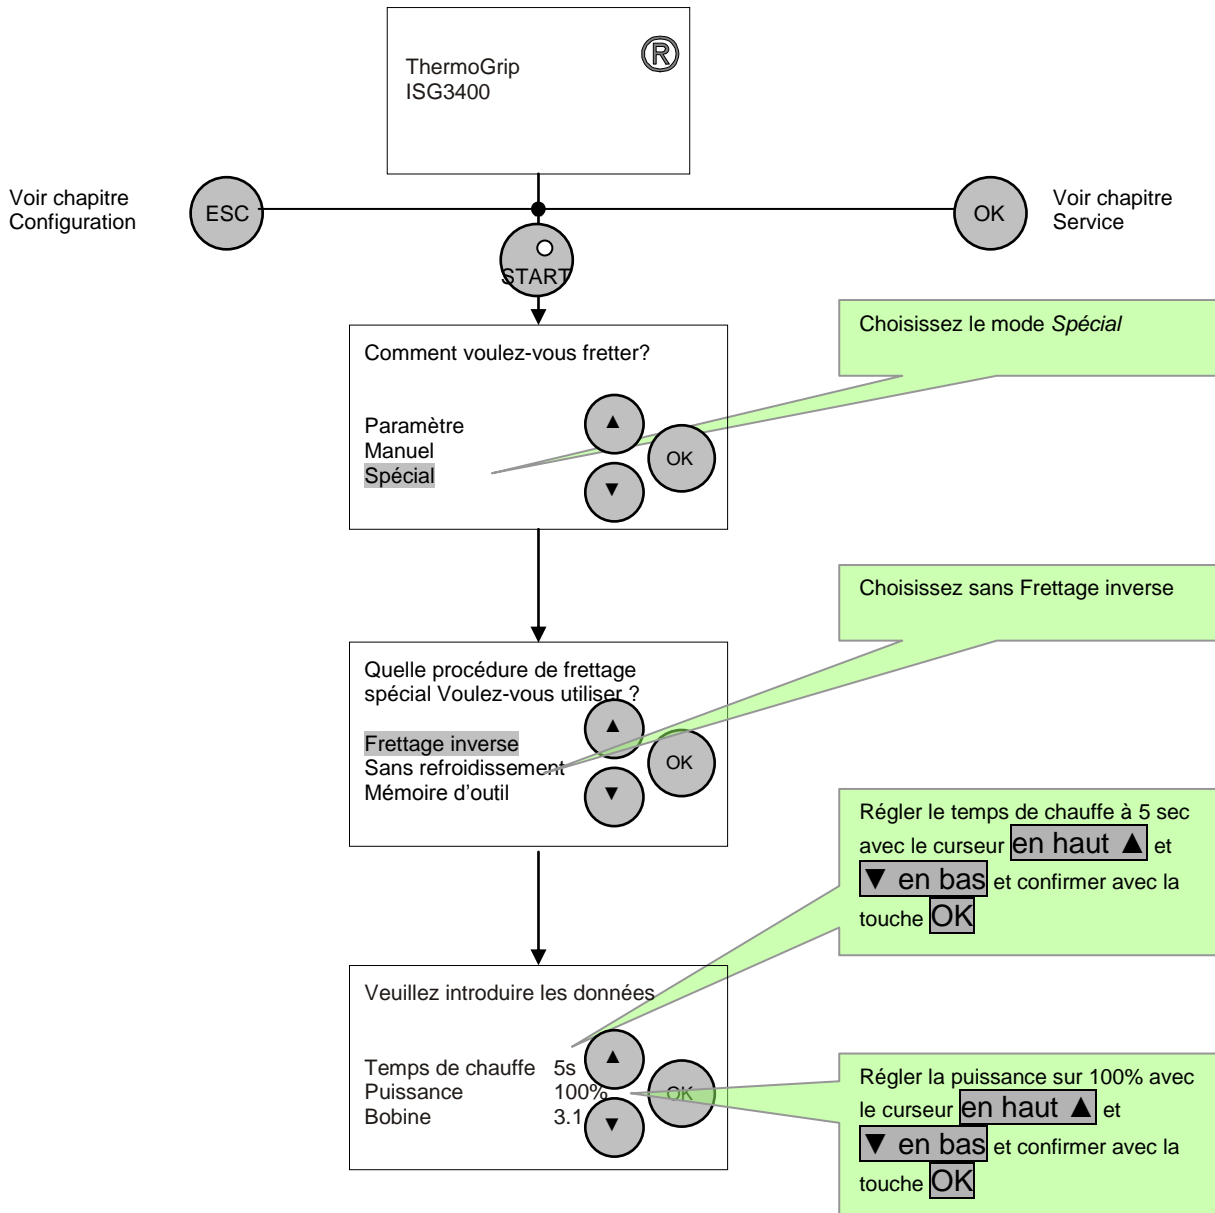 ThermoGrip ®
ISG3400
Voir chapitre
Configuration
ESC
OK
Voir chapitre
Service
START
Choisissez le mode Spécial
Comment voulez-vous fretter?
Paramètre
Manuel
Spécial
▲
OK
▼
Choisissez sans Frettage inverse
Quelle procédure de frettage
spécial Voulez-vous utiliser ?
Frettage inverse
Sans refroidissement
Mémoire d'outil
▲
OK
▼
Régler le temps de chauffe à 5 sec
avec le curseur en haut ▲ et
▼ en bas et confirmer avec la
touche OK
Veuillez introduire les données
Temps de chauffe 5s
Puissance 100%
Bobine 3.1
▲
OK
▼
Régler la puissance sur 100% avec
le curseur en haut ▲ et
▼ en bas et confirmer avec la
touche OK